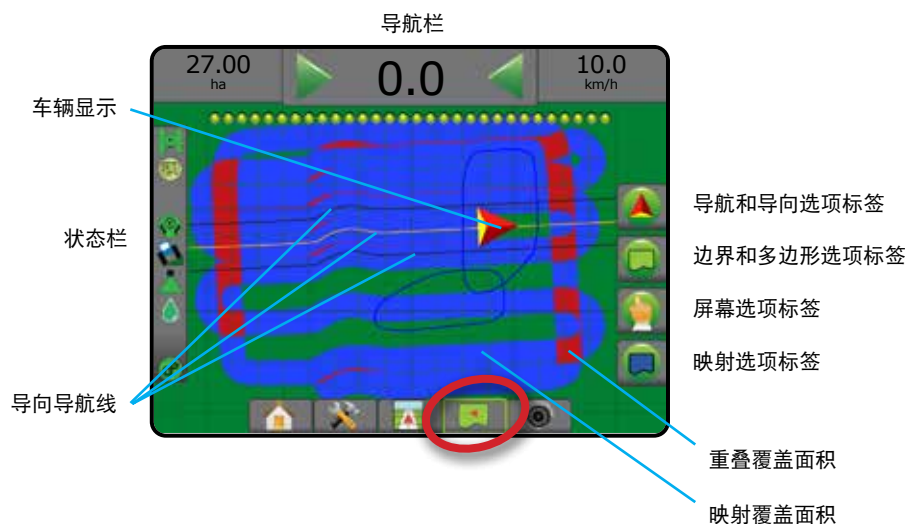 导航栏
27.00
ha
0.0
10.0
km/h
车辆显示
状态栏
导向导航线
导航和导向选项标签
边界和多边形选项标签
屏幕选项标签
映射选项标签
重叠覆盖面积
映射覆盖面积